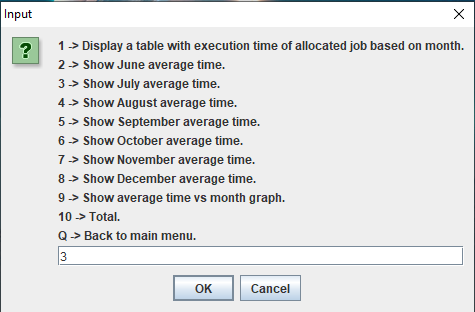 Input
?
1 -> Display a table with execution time of allocated job based on month.
2 -> Show June average time.
3 -> Show July average time.
4 -> Show August average time.
5 -> Show September average time.
6 -> Show October average time.
7 -> Show November average time.
8 -> Show December average time.
9 -> Show average time vs month graph.
10 -> Total.
Q -> Back to main menu.
3
OK Cancel